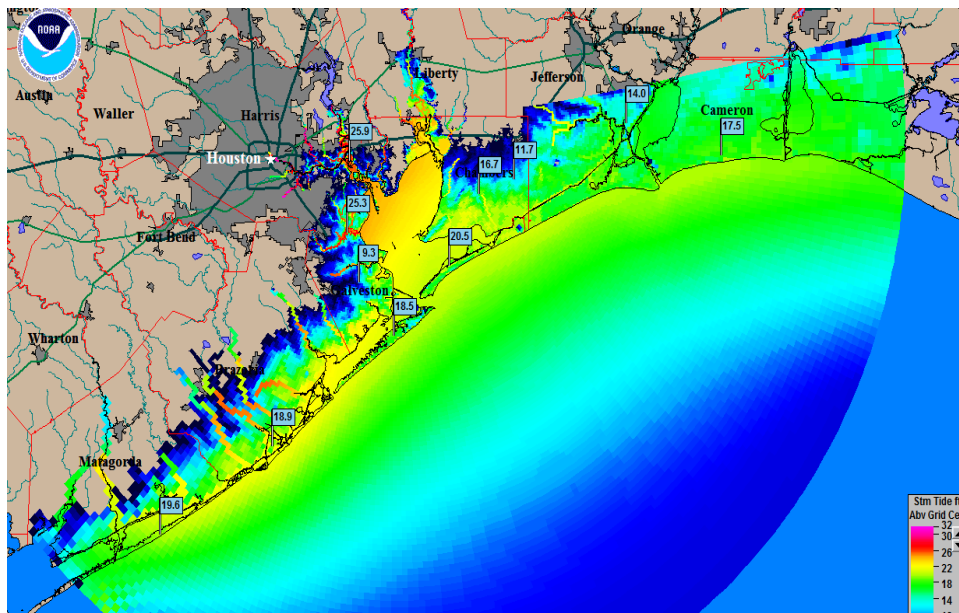 NOAA
Austin
Waller
Harris
Liberty
Jefferson
Orange
Cameron
14.0
17.5
25.9
11.7
16.7
Houston
25.3
Fort Bend
20.5
9.3
18.5
Wharton
18.9
Matagorda
19.6
Stm Tide f
Abv Grid Ce
32
30
26
22
18
14